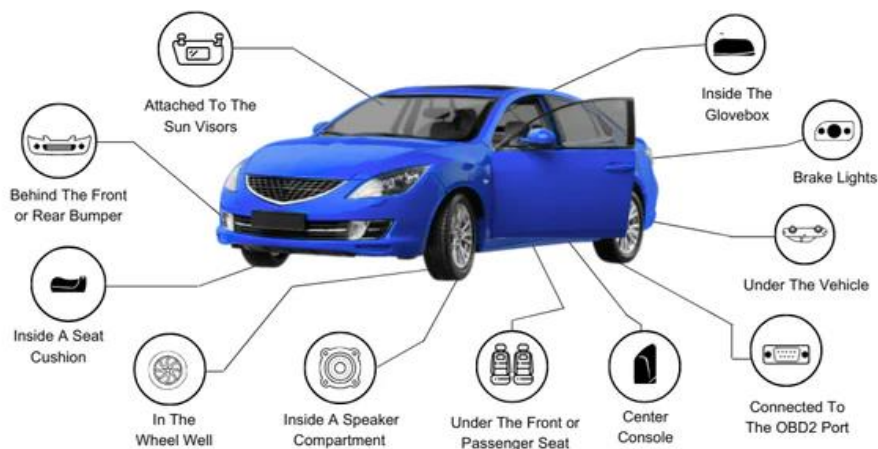 Attached To The
Sun Visors
Inside The
Glovebox
Behind The Front
or Rear Bumper
Brake Lights
Under The Vehicle
Inside A Seat
Cushion
In The
Wheel Well
Inside A Speaker
Compartment
Under The Front or
Passenger Seat
Center
Console
Connected To
The OBD2 Port